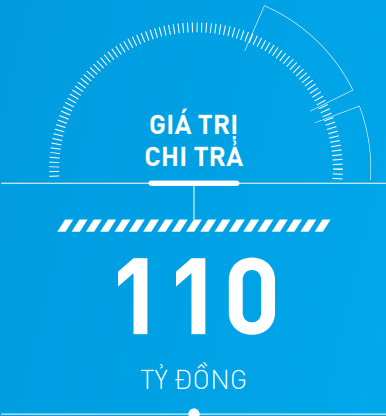 GIÁ TRỊ
CHI TRẢ
110
TỶ ĐỒNG